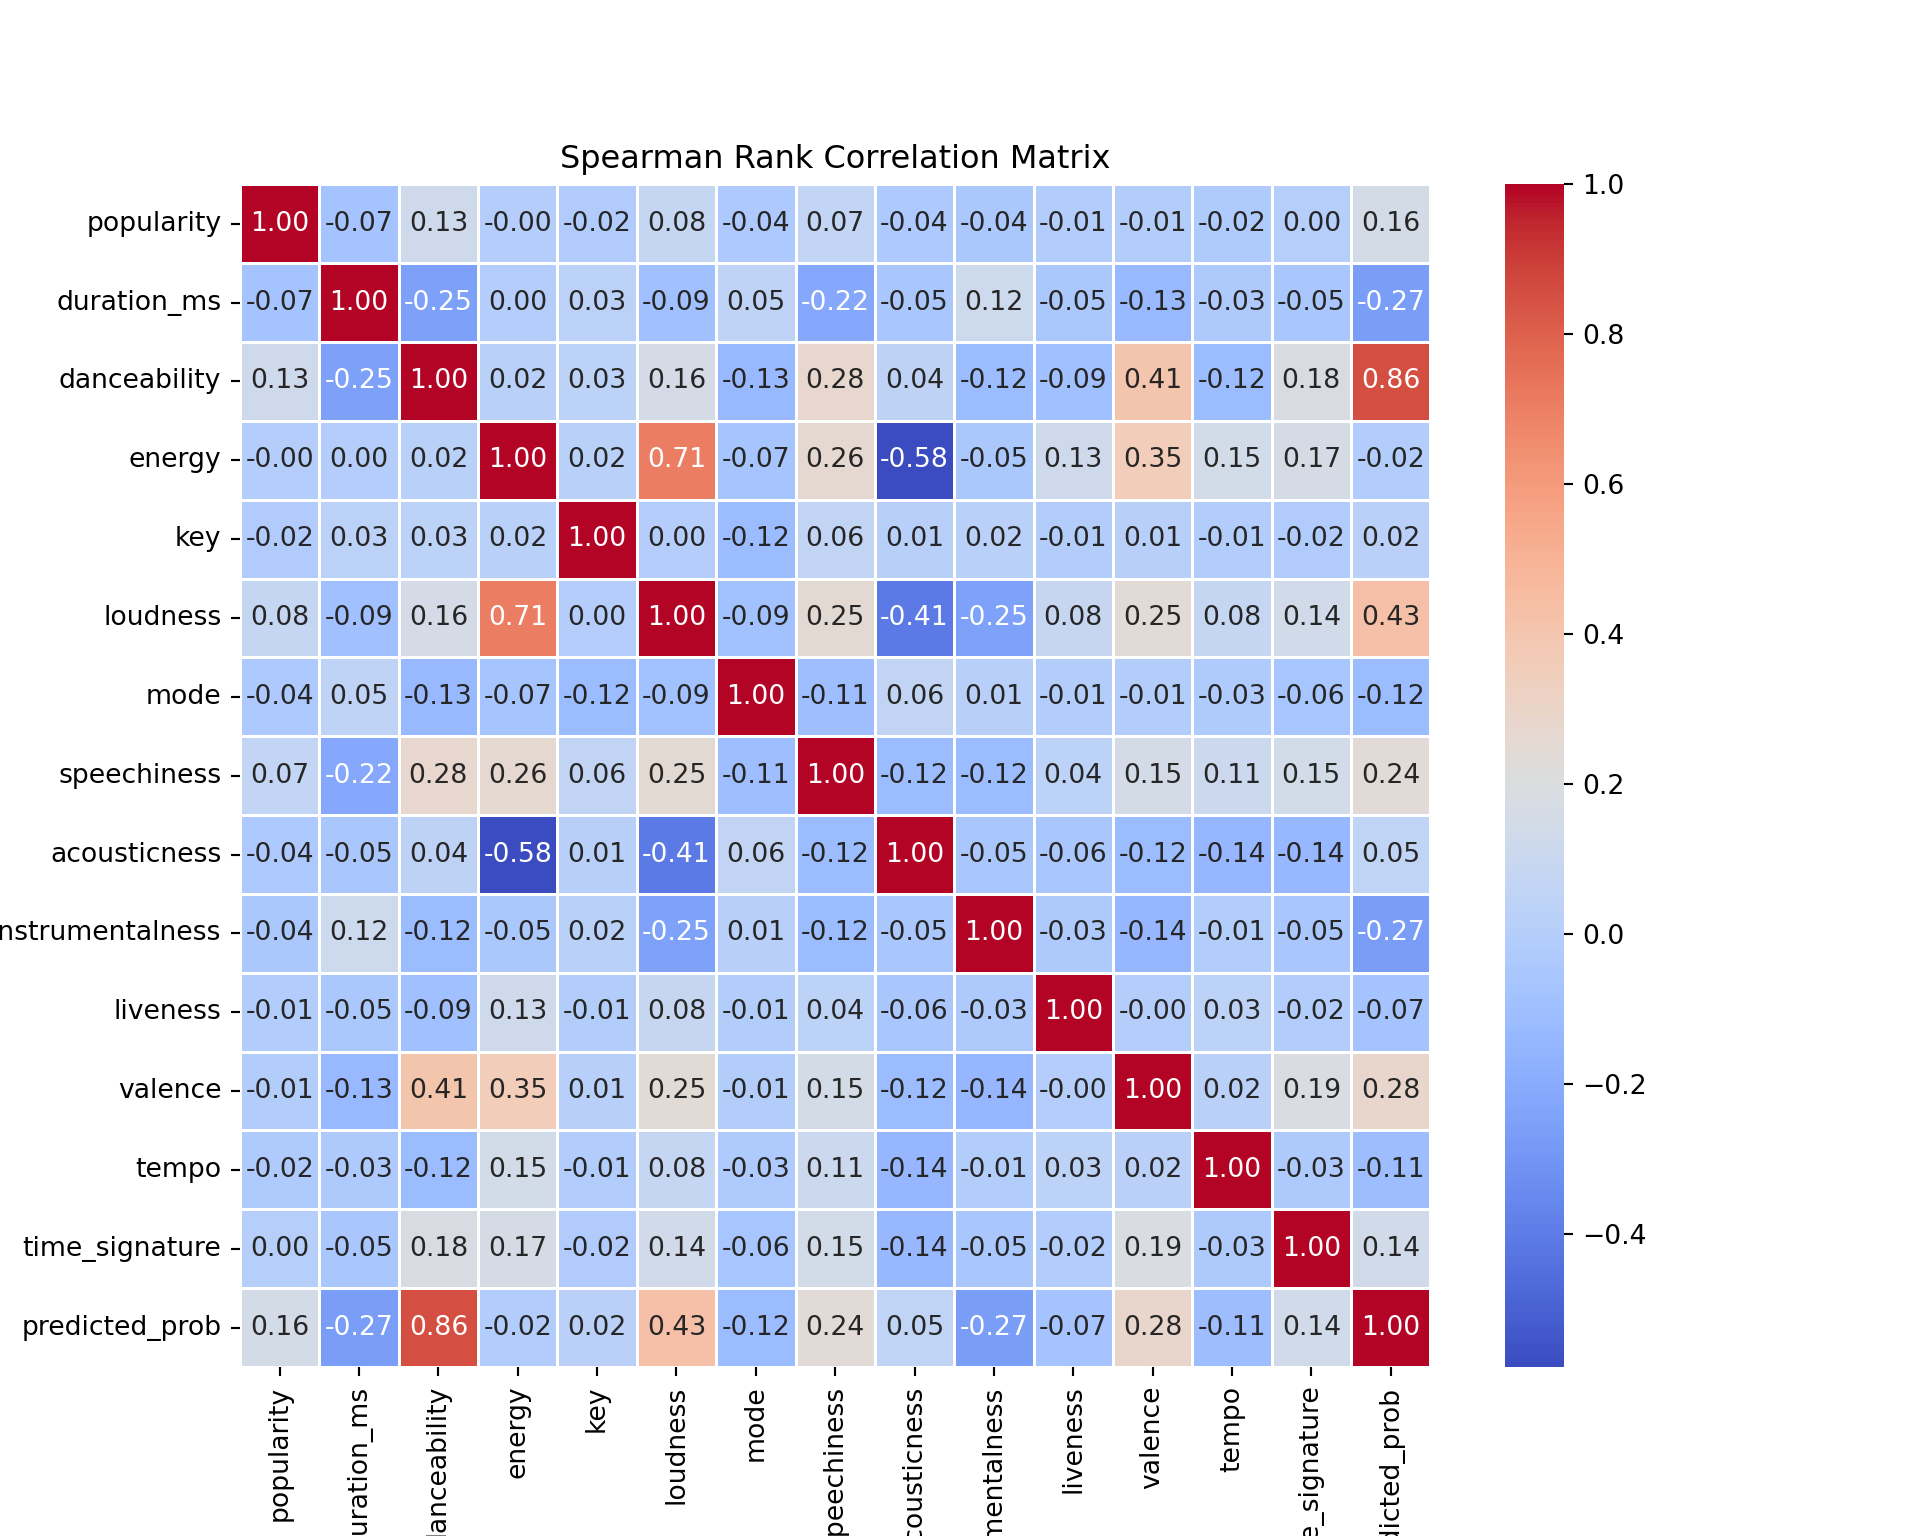 Spearman Rank Correlation Matrix
popularity 1.00 -0.07 0.13 -0.00 -0.02 0.08 -0.04 0.07 -0.04 -0.04 -0.01 -0.01 -0.02 0.00 0.16
duration_ms -0.07 1.00 -0.25 0.00 0.03 -0.09 0.05 -0.22 -0.05 0.12 -0.05 -0.13 -0.03 -0.05 -0.27
danceability 0.13 -0.25 1.00 0.02 0.03 0.16 -0.13 0.28 0.04 -0.12 -0.09 0.41 -0.12 0.18 0.86
energy -0.00 0.00 0.02 1.00 0.02 0.71 -0.07 0.26 -0.58 -0.05 0.13 0.35 0.15 0.17 -0.02
key -0.02 0.03 0.03 0.02 1.00 0.00 -0.12 0.06 0.01 0.02 -0.01 0.01 -0.01 -0.02 0.02
loudness 0.08 -0.09 0.16 0.71 0.00 1.00 -0.09 0.25 -0.41 -0.25 0.08 0.25 0.08 0.14 0.43
mode -0.04 0.05 -0.13 -0.07 -0.12 -0.09 1.00 -0.11 0.06 0.01 -0.01 -0.01 -0.03 -0.06 -0.12
speechiness 0.07 -0.22 0.28 0.26 0.06 0.25 -0.11 1.00 -0.12 -0.12 0.04 0.15 0.11 0.15 0.24
acousticness -0.04 -0.05 0.04 -0.58 0.01 -0.41 0.06 -0.12 1.00 -0.05 -0.06 -0.12 -0.14 -0.14 0.05
nstrumentalness -0.04 0.12 -0.12 -0.05 0.02 -0.25 0.01 -0.12 -0.05 1.00 -0.03 -0.14 -0.01 -0.05 -0.27
liveness -0.01 -0.05 -0.09 0.13 -0.01 0.08 -0.01 0.04 -0.06 -0.03 1.00 -0.00 0.03 -0.02 -0.07
valence -0.01 -0.13 0.41 0.35 0.01 0.25 -0.01 0.15 -0.12 -0.14 -0.00 1.00 0.02 0.19 0.28
tempo -0.02 -0.03 -0.12 0.15 -0.01 0.08 -0.03 0.11 -0.14 -0.01 0.03 0.02 1.00 -0.03 -0.11
time_signature 0.00 -0.05 0.18 0.17 -0.02 0.14 -0.06 0.15 -0.14 -0.05 -0.02 0.19 -0.03 1.00 0.14
predicted_prob 0.16 -0.27 0.86 -0.02 0.02 0.43 -0.12 0.24 0.05 -0.27 -0.07 0.28 -0.11 0.14 1.00
popularity
uration_ms
danceability
energy
key
loudness
mode
peechiness
cousticness
mentalness
liveness
valence
tempo
e_signature
dicted_prob
1.0
0.8
0.6
0.4
0.2
0.0
−0.2
−0.4